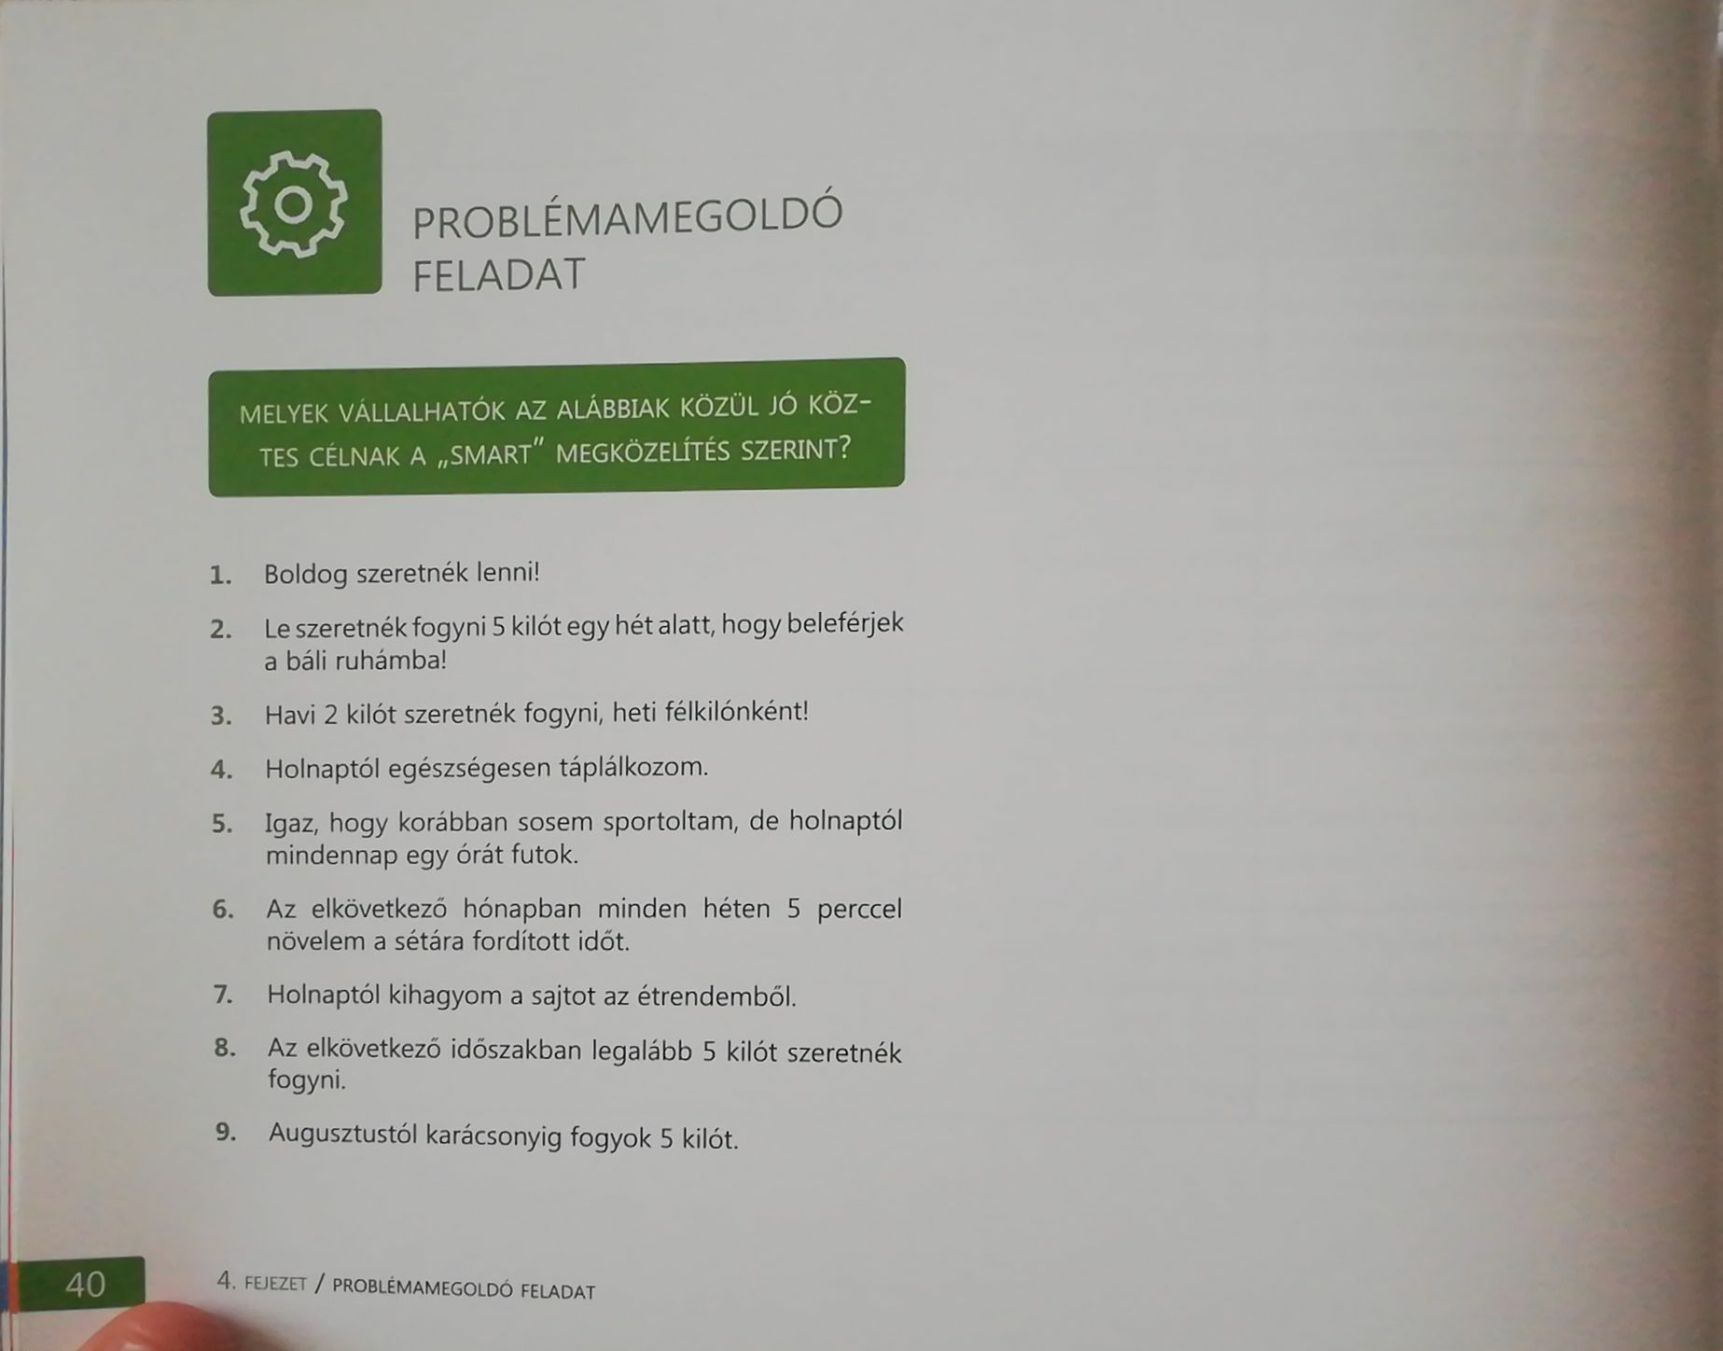 PROBLÉMAMEGOLDÓ
FELADAT
MELYEK VÁLLALHATÓK AZ ALÁBBIAK KÖZÜL JÓ KÖZ-
TES CÉLNAK A „SMART” MEGKÖZELÍTÉS SZERINT?
1. Boldog szeretnék lenni!
2. Le szeretnék fogyni 5 kilót egy hét alatt, hogy beleférjek
a báli ruhámba!
3. Havi 2 kilót szeretnék fogyni, heti félkilónként!
4. Holnaptól egészségesen táplálkozom.
5. Igaz, hogy korábban sosem sportoltam, de holnaptól
mindennap egy órát futok.
6. Az elkövetkező hónapban minden héten 5 perccel
növelem a sétára fordított időt.
7. Holnaptól kihagyom a sajtot az étrendemből.
8. Az elkövetkező időszakban legalább 5 kilót szeretnék
fogyni.
9. Augusztustól karácsonyig fogyok 5 kilót.
40 4. FEJEZET / PROBLÉMAMEGOLDÓ FELADAT